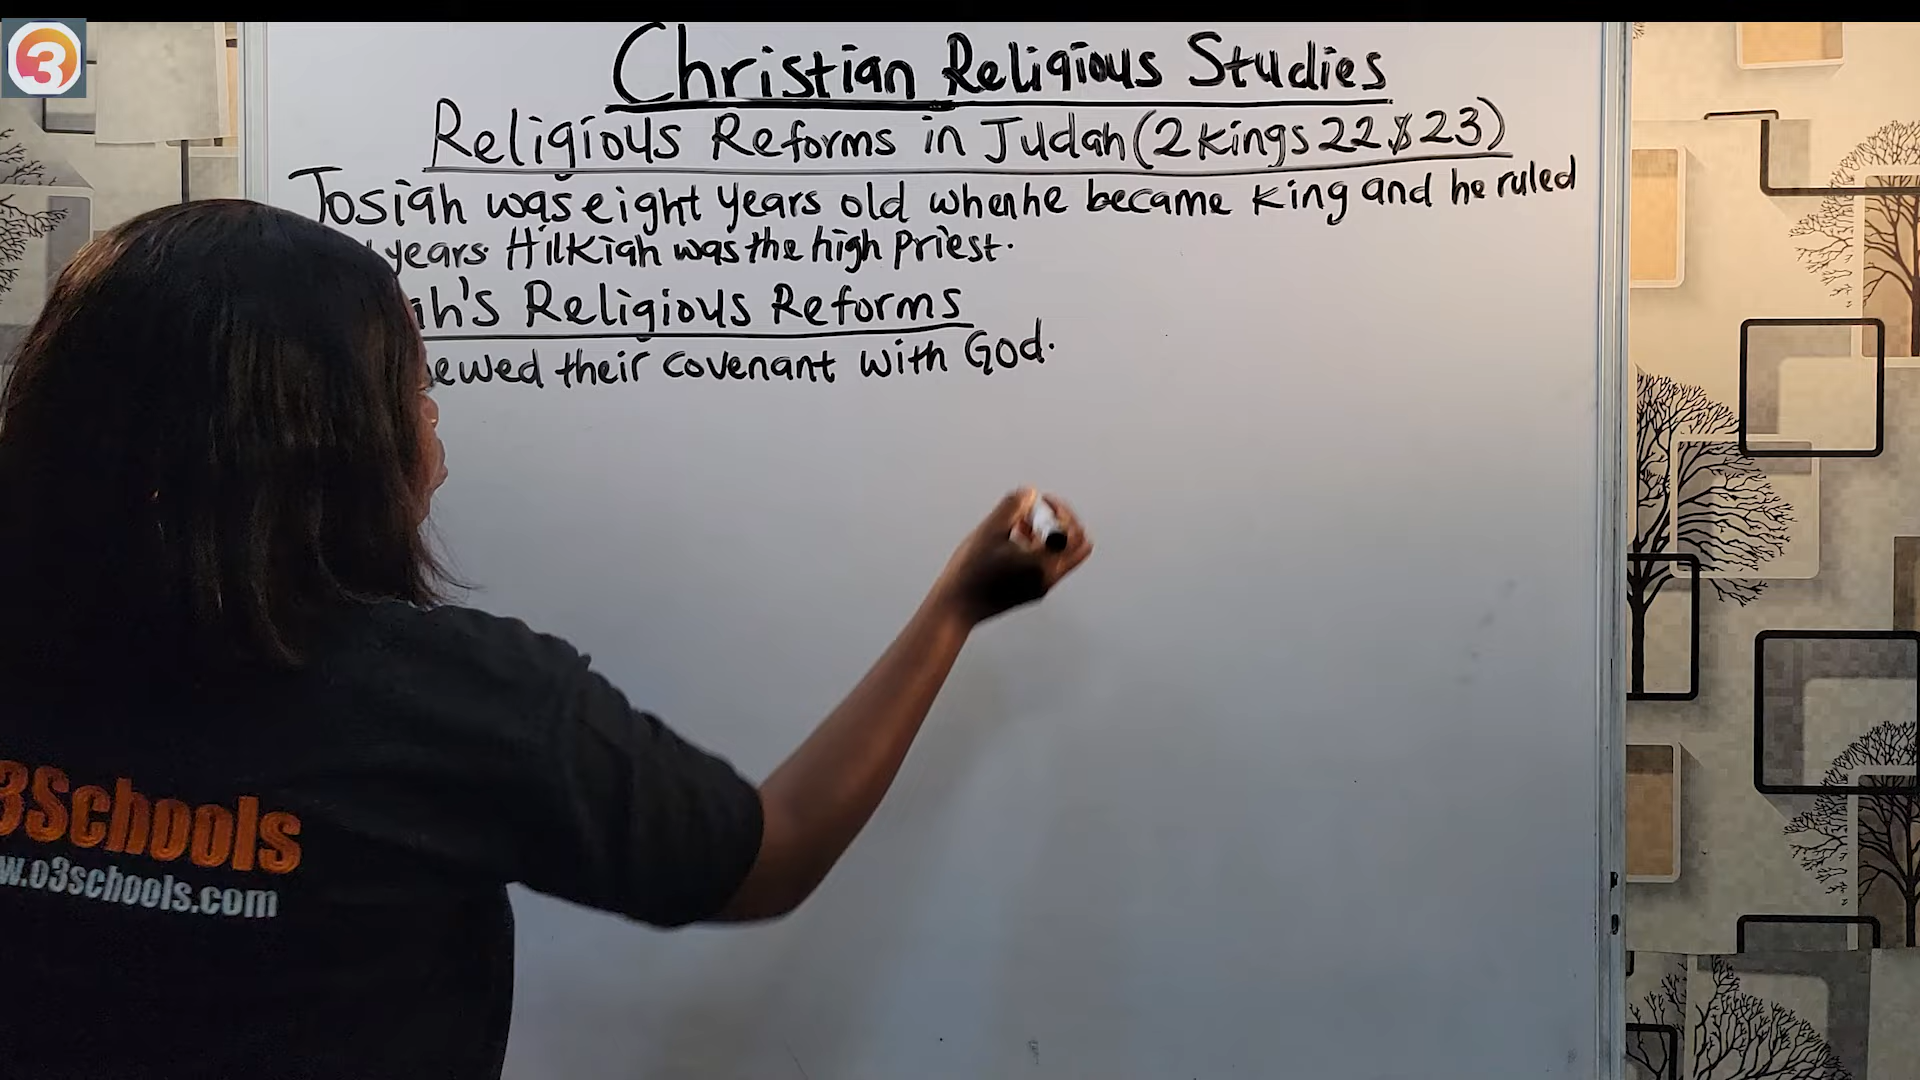 3
Christian Religious Studies
Religious Reforms in Judah (2 Kings 22 & 23)
Josiah was eight years old when he became King and he ruled
years. Hilkiah was the high Priest.
Religious Reforms
their covenant with God.
3Schools
w.o3schools.com